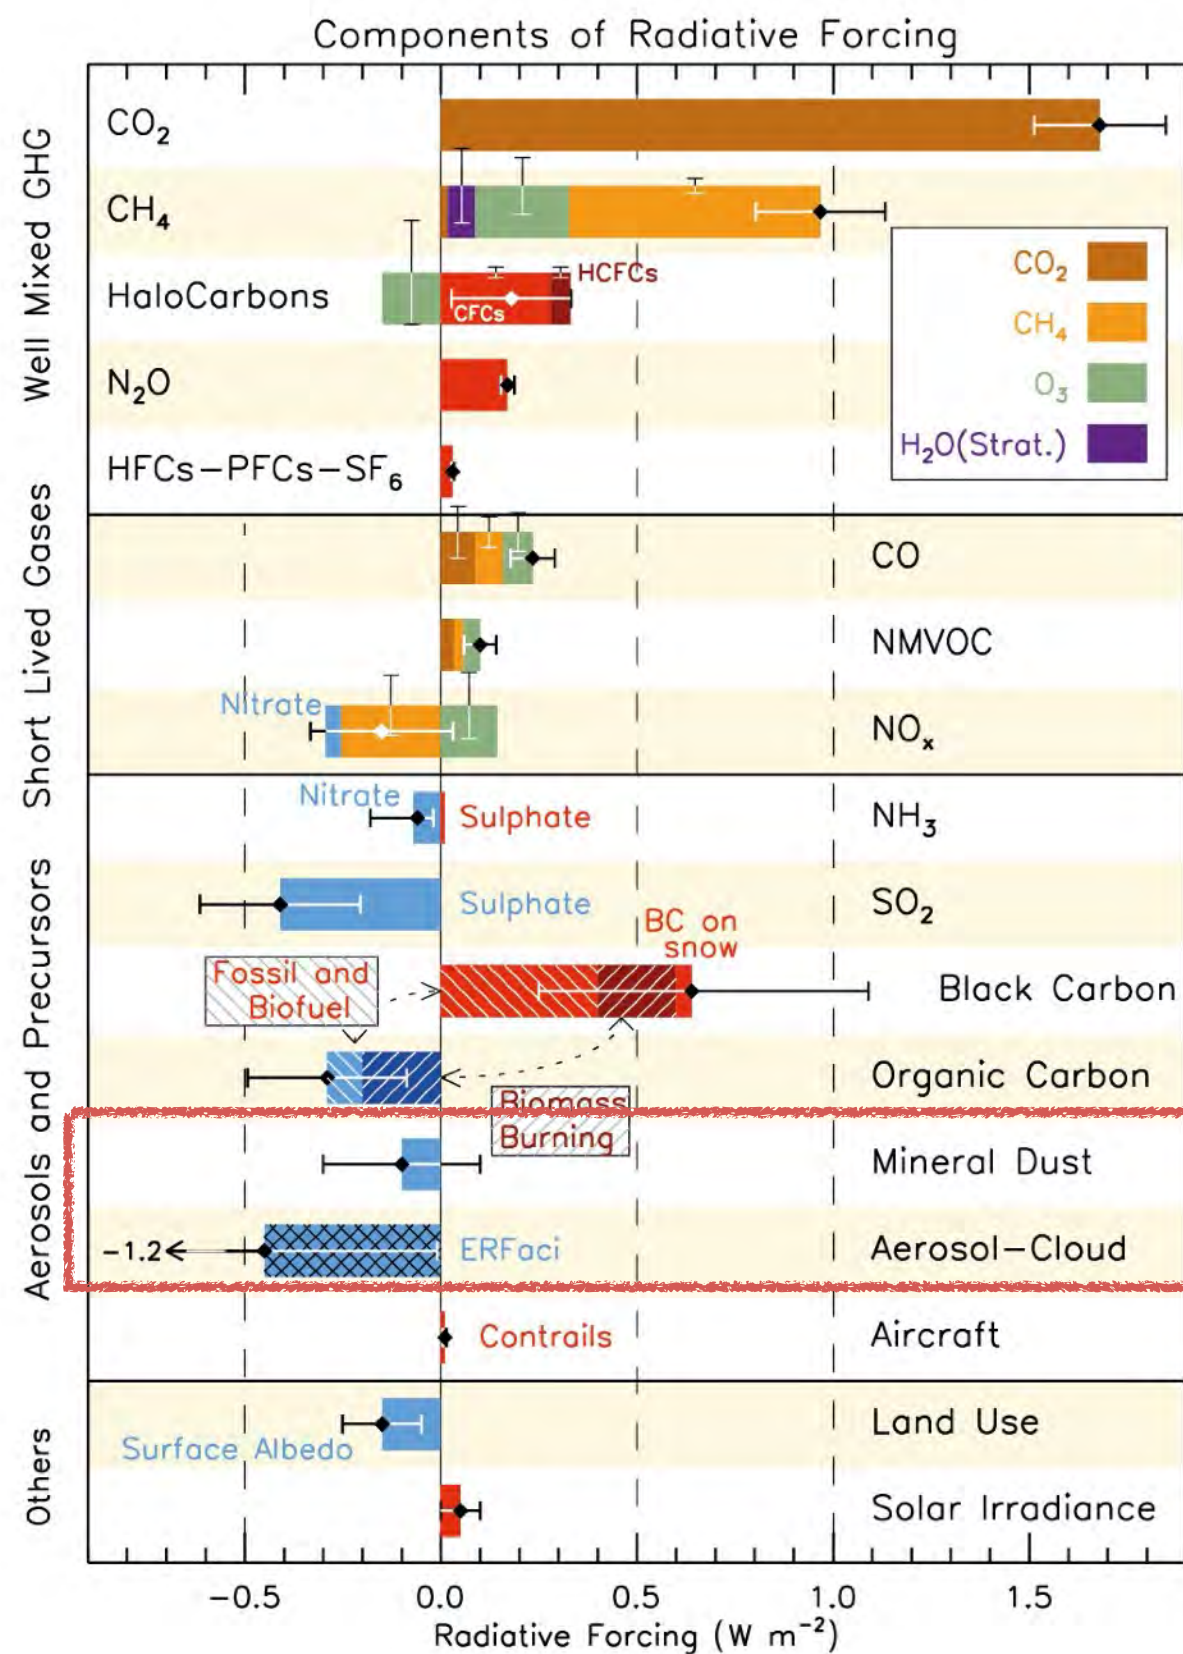 Components of Radiative Forcing
Well Mixed GHG
CO₂
CH₄
HaloCarbons
HCFCs
CFCs
N₂O
HFCs-PFCs-SF₆
CO₂
CH₄
O₃
H₂O(Strat.)
Short Lived Gases
CO
NMVOC
Nitrate
NOₓ
Aerosols and Precursors
Nitrate
Sulphate
NH₃
Sulphate
SO₂
BC on
snow
Fossil and
Biofuel
Black Carbon
Organic Carbon
Biomass
Burning
Mineral Dust
-1.2
ERFaci
Aerosol-Cloud
Contrails
Aircraft
Others
Land Use
Surface Albedo
Solar Irradiance
-0.5 0.0 0.5 1.0 1.5
Radiative Forcing (W m⁻²)